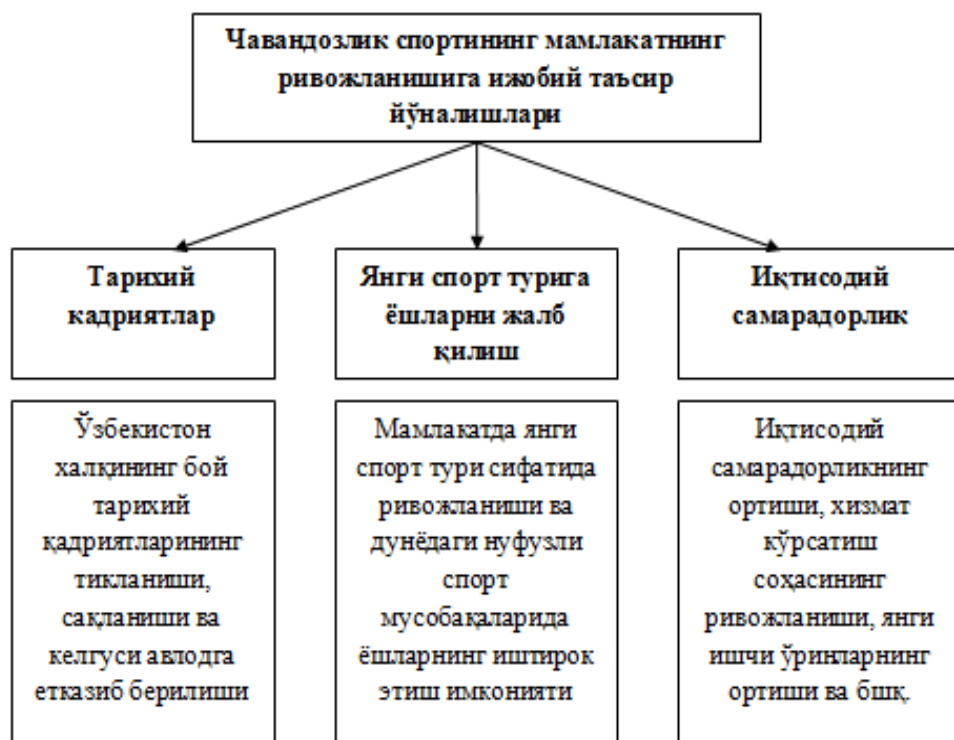 Чавандозлик спортининг мамлакатнинг
ривожланишига ижобий таъсир
йўналишлари
Тарихий
кадриятлар
Янги спорт турига
ёшларни жалб
қилиш
Иқтисодий
самарадорлик
Ўзбекистон
халқининг бой
тарихий
қадриятларининг
тикланиши,
сақланиши ва
келгуси авлодга
етказиб берилиши
Мамлакатда янги
спорт тури сифатида
ривожланиши ва
дунёдаги нуфузли
спорт
мусобақаларида
ёшларнинг иштирок
этиш имконияти
Иқтисодий
самарадорликнинг
ортиши, хизмат
кўрсатиш
соҳасининг
ривожланиши, янги
ишчи ўринларнинг
ортиши ва бшқ.